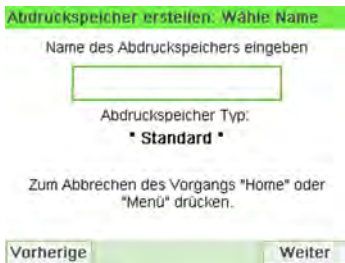 Abdruckspeicher erstellen: Wähle Name
Name des Abdruckspeichers eingeben
Abdruckspeicher Typ:
* Standard *
Zum Abbrechen des Vorgangs "Home" oder
"Menü" drücken.
Vorherige
Weiter